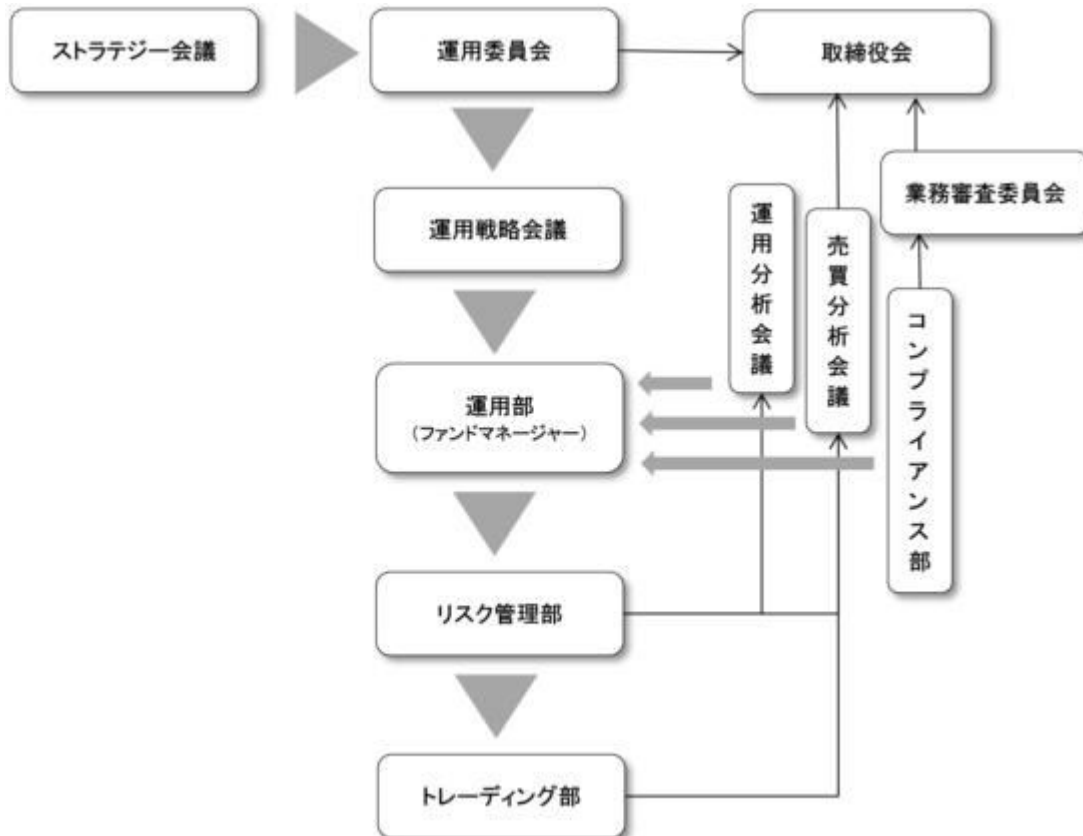 ストラテジー会議
運用委員会
取締役会
業務審査委員会
運用戦略会議
運用分析会議
売買分析会議
コンプライアンス部
運用部
(ファンドマネージャー)
リスク管理部
トレーディング部